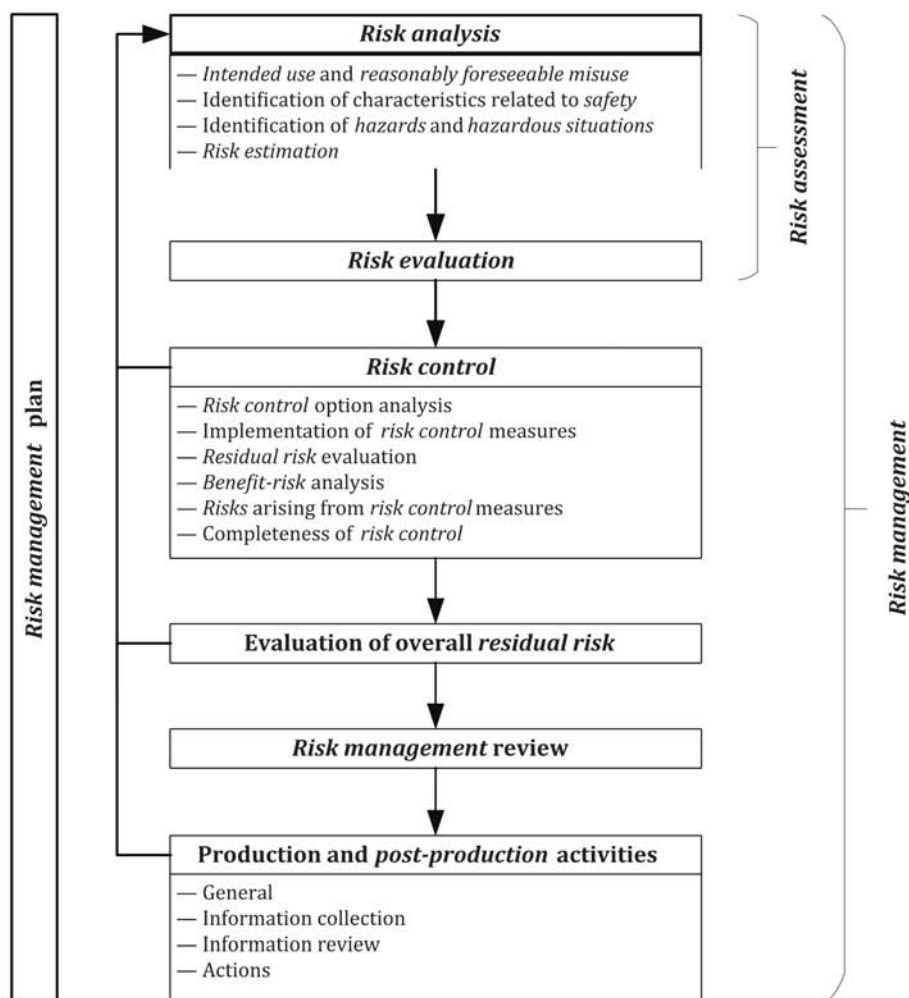 Risk management plan
Risk analysis
— Intended use and reasonably foreseeable misuse
— Identification of characteristics related to safety
— Identification of hazards and hazardous situations
— Risk estimation
Risk evaluation
Risk assessment
Risk control
— Risk control option analysis
— Implementation of risk control measures
— Residual risk evaluation
— Benefit-risk analysis
— Risks arising from risk control measures
— Completeness of risk control
Evaluation of overall residual risk
Risk management review
Production and post-production activities
— General
— Information collection
— Information review
— Actions
Risk management